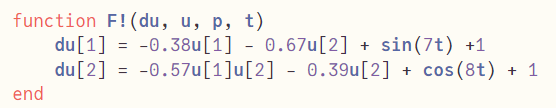 function F!(du, u, p, t)
    du[1] = -0.38u[1] - 0.67u[2] + sin(7t) +1
    du[2] = -0.57u[1]u[2] - 0.39u[2] + cos(8t) + 1
end